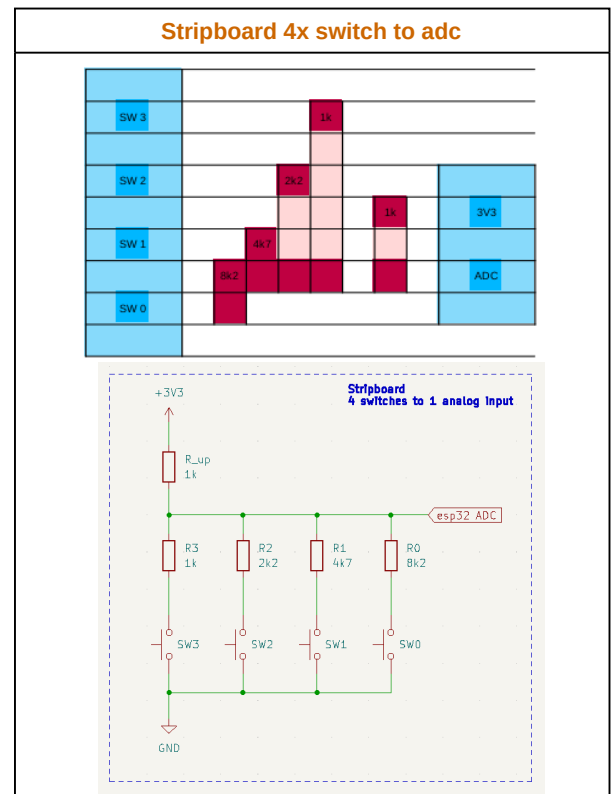 Stripboard 4x switch to adc
SW 3
1k
SW 2
2k2
1k
3V3
SW 1
4k7
8k2
ADC
SW 0
Stripboard
4 switches to 1 analog input
+3V3
R_up
1k
esp32 ADC
R3
1k
R2
2k2
R1
4k7
R0
8k2
SW3
SW2
SW1
SW0
GND